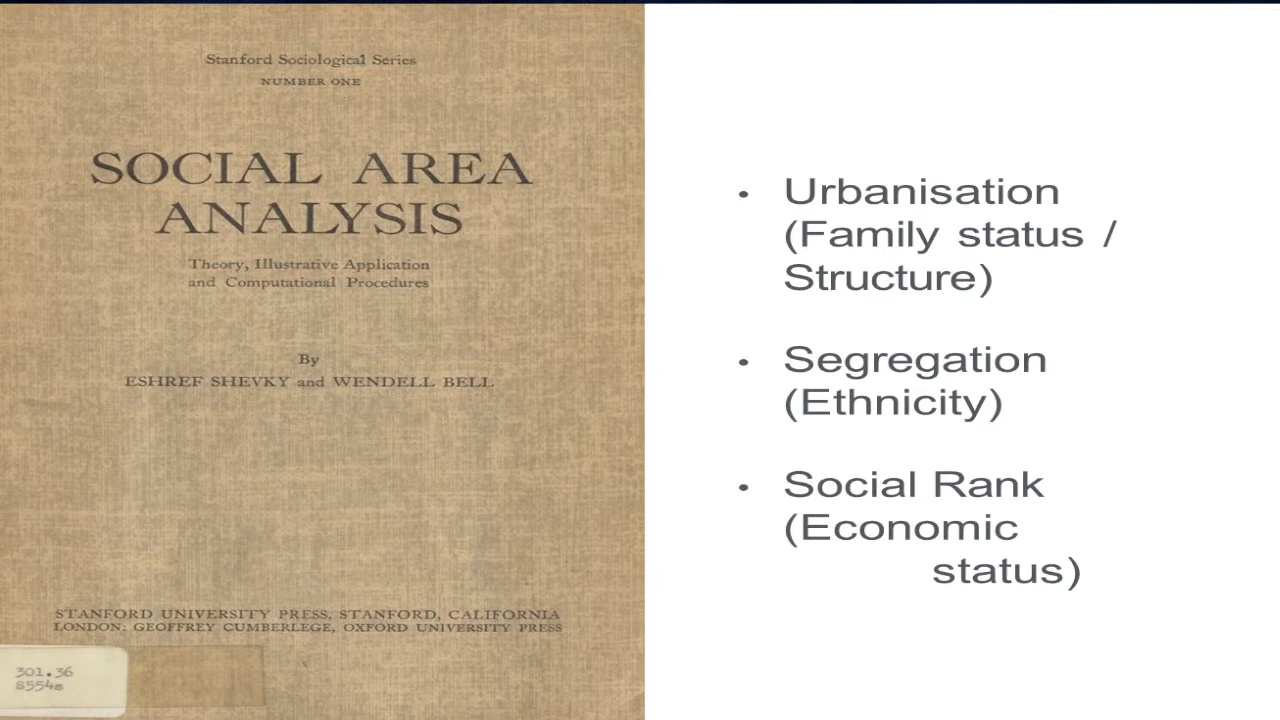 Stanford Sociological Series
NUMBER ONE
SOCIAL AREA
ANALYSIS
Theory, Illustrative Application
and Computational Procedures
By
ESHREF SHEVKY and WENDELL BELL
STANFORD UNIVERSITY PRESS, STANFORD, CALIFORNIA
LONDON: GEOFFREY CUMBERLEGE, OXFORD UNIVERSITY PRESS
301.36
S554s
• Urbanisation
(Family status /
Structure)
• Segregation
(Ethnicity)
• Social Rank
(Economic
status)